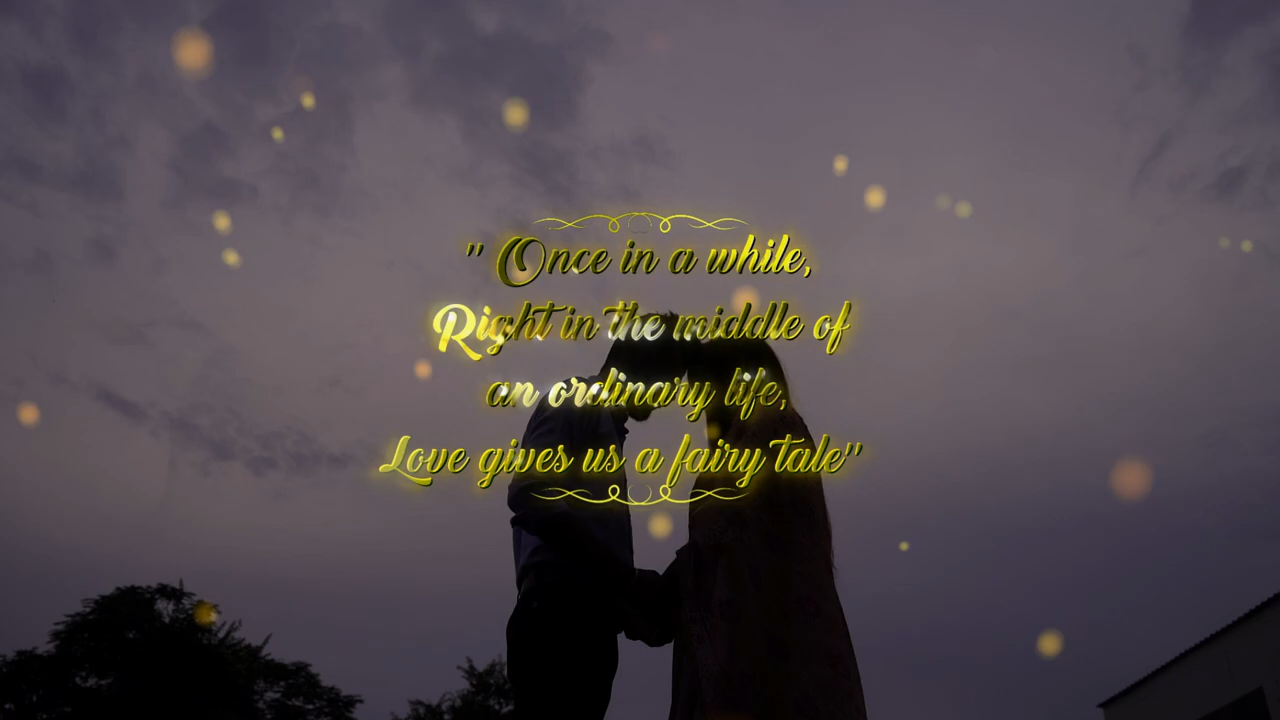 " Once in a while,
Right in the middle of
an ordinary life,
Love gives us a fairy tale"